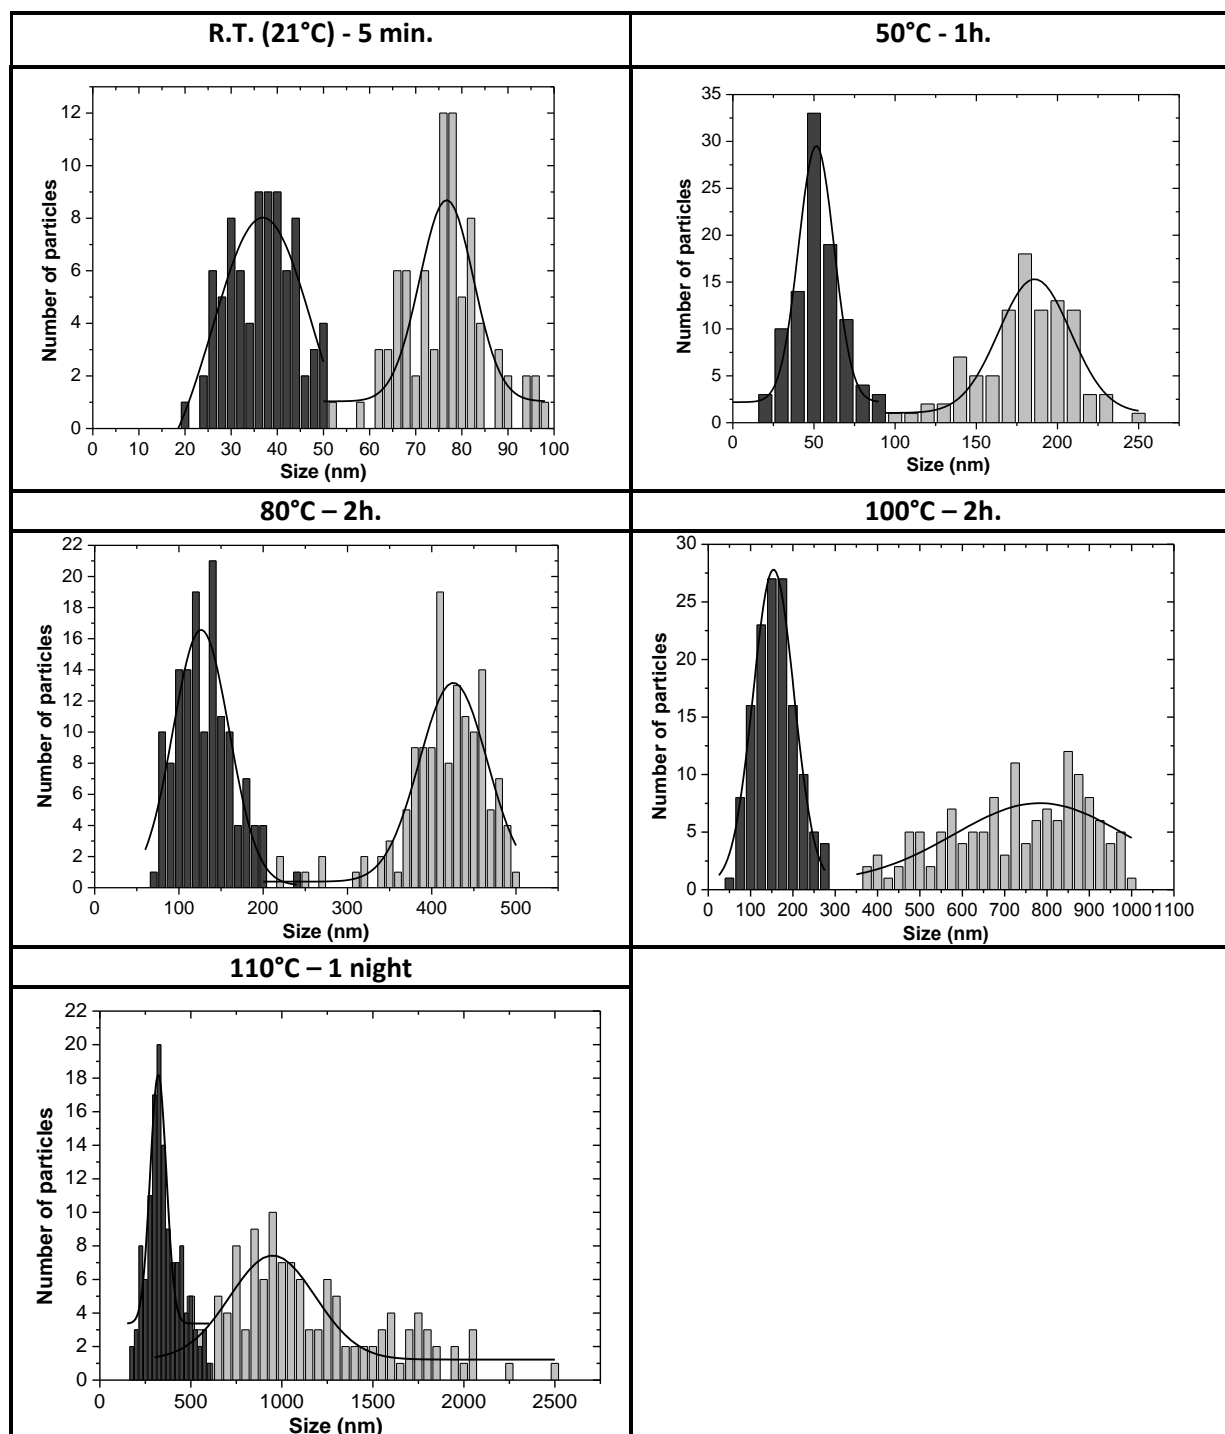 R.T. (21°C) - 5 min.
50°C - 1h.
Number of particles
12
10
8
6
4
2
0
0 10 20 30 40 50 60 70 80 90 100
Size (nm)
Number of particles
35
30
25
20
15
10
5
0
0 50 100 150 200 250
Size (nm)
80°C – 2h.
100°C – 2h.
Number of particles
22
20
18
16
14
12
10
8
6
4
2
0
0 100 200 300 400 500
Size (nm)
Number of particles
30
25
20
15
10
5
0
0 100 200 300 400 500 600 700 800 900 1000 1100
Size (nm)
110°C – 1 night
Number of particles
22
20
18
16
14
12
10
8
6
4
2
0
0 500 1000 1500 2000 2500
Size (nm)